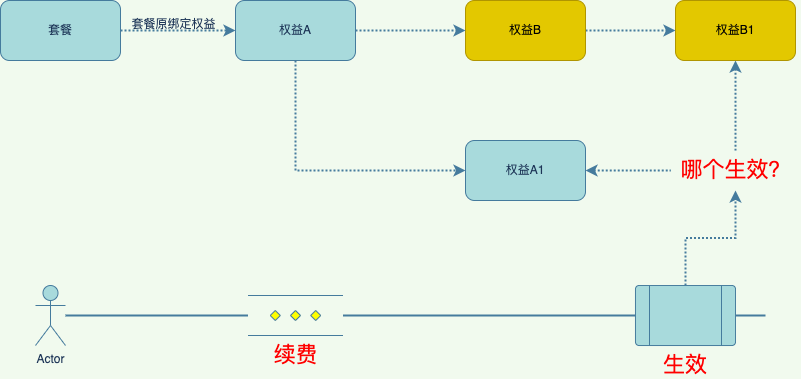 套餐
套餐原绑定权益
权益A
权益B
权益B1
权益A1
哪个生效?
Actor
续费
生效